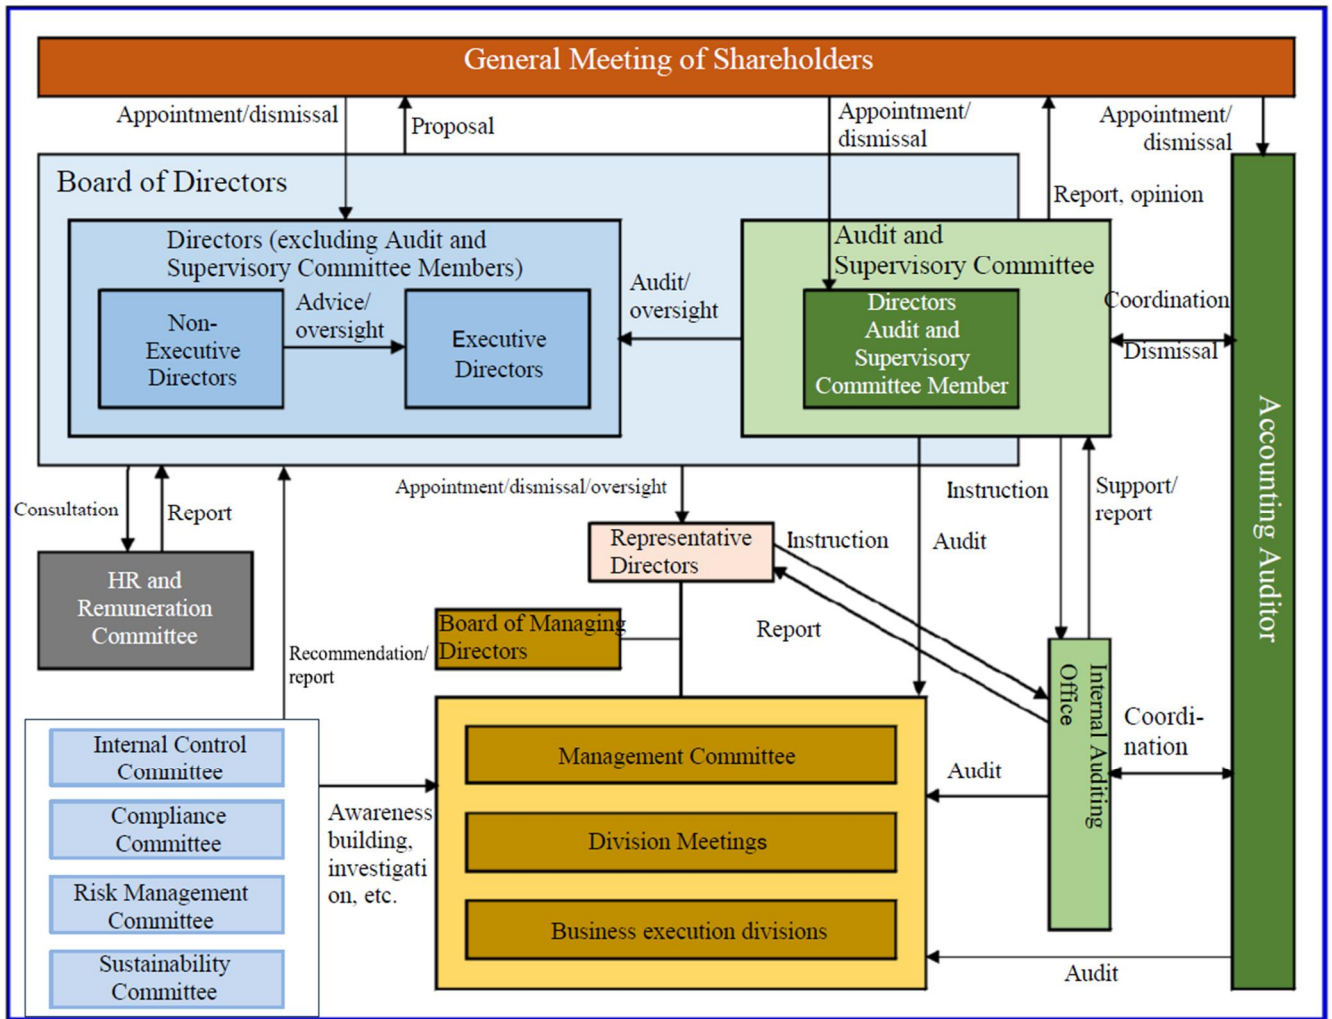 General Meeting of Shareholders
Appointment/dismissal
Proposal
Appointment/
dismissal
Appointment/
dismissal
Report, opinion
Board of Directors
Directors (excluding Audit and
Supervisory Committee Members)
Non-
Executive
Directors
Advice/
oversight
Executive
Directors
Audit/
oversight
Audit and
Supervisory Committee
Directors
Audit and
Supervisory
Committee Member
Coordination
Dismissal
Accounting Auditor
Consultation
Report
Appointment/dismissal/oversight
Instruction
Support/
report
HR and
Remuneration
Committee
Representative
Directors
Instruction
Audit
Report
Board of Managing
Directors
Recommendation/
report
Internal Auditing
Office
Coordi-
nation
Internal Control
Committee
Compliance
Committee
Risk Management
Committee
Sustainability
Committee
Awareness
building,
investigati
on, etc.
Management Committee
Division Meetings
Business execution divisions
Audit
Audit